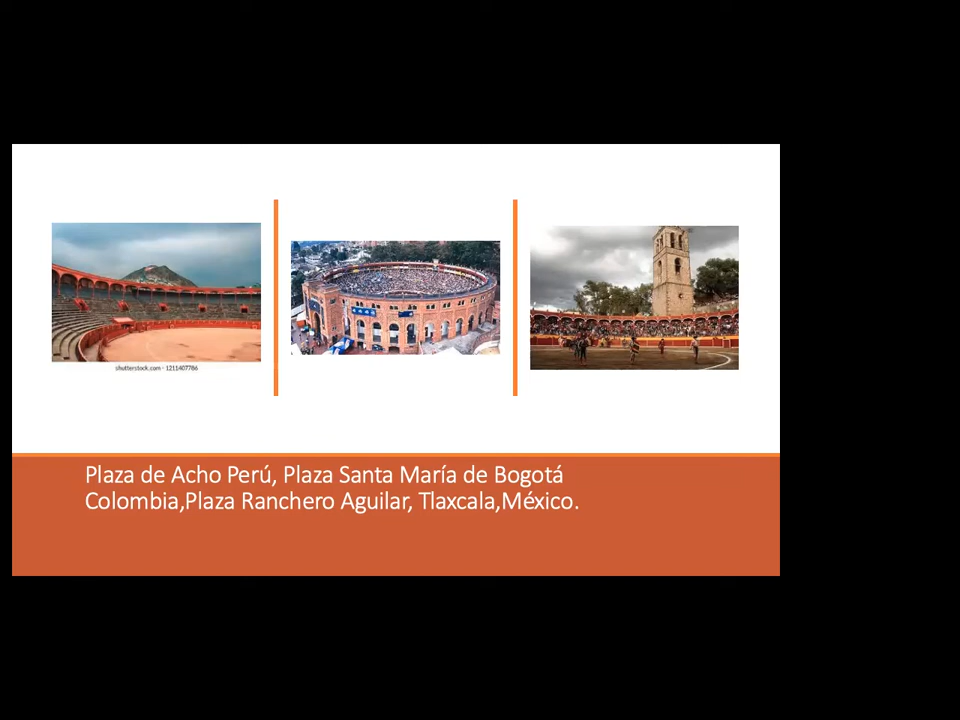 shutterstock.com · 1211407786
Plaza de Acho Perú, Plaza Santa María de Bogotá
Colombia,Plaza Ranchero Aguilar, Tlaxcala,México.